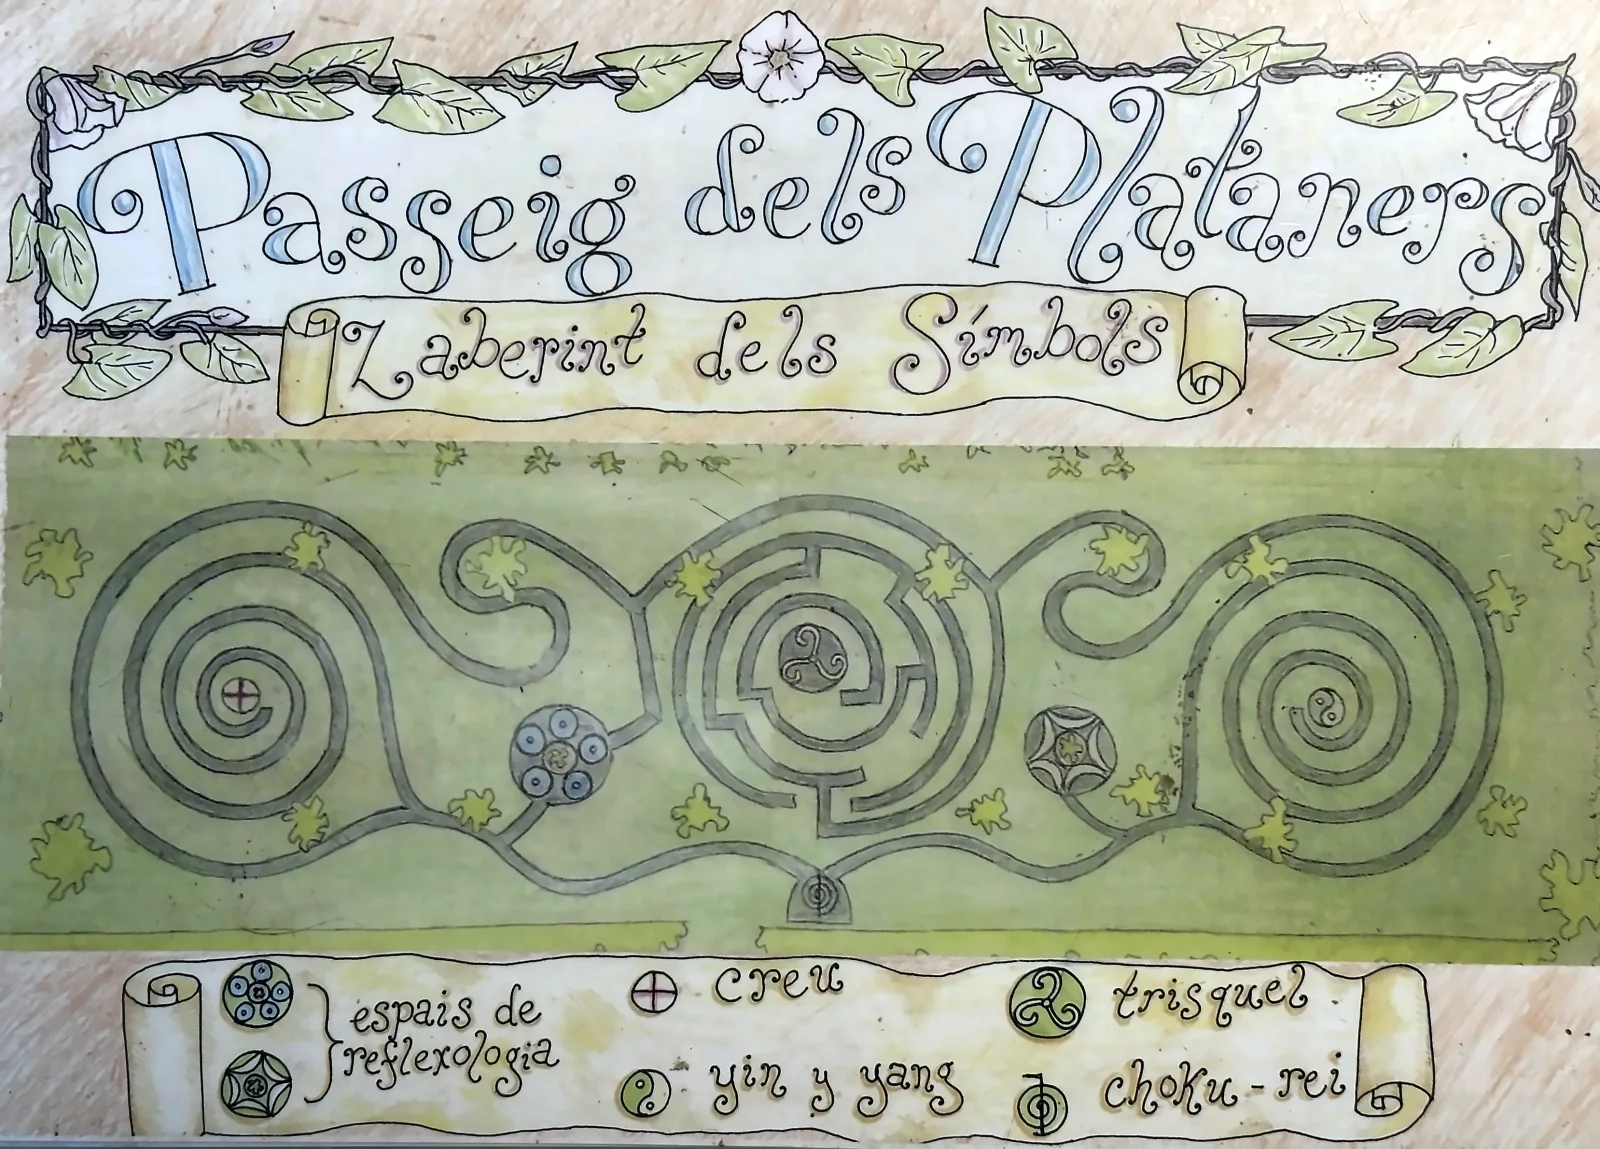 Passeig dels Plataners
Laberint dels Símbols
espais de
reflexologia
creu
yin y yang
trisquel
choku-rei